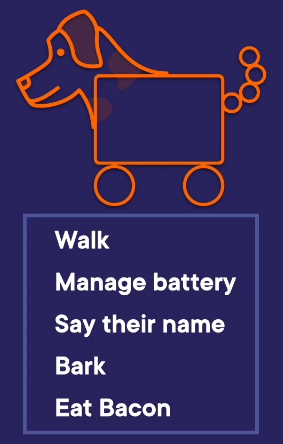 Walk
Manage battery
Say their name
Bark
Eat Bacon